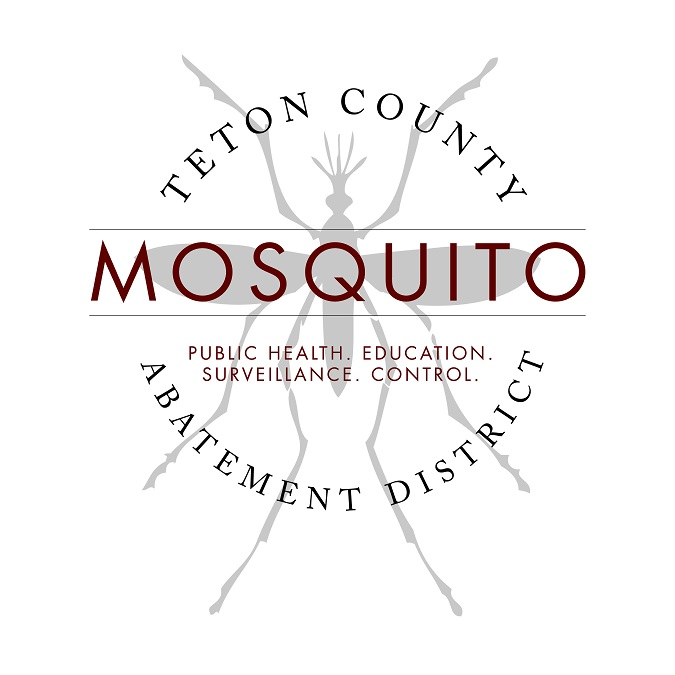 TETON COUNTY
MOSQUITO
PUBLIC HEALTH. EDUCATION.
SURVEILLANCE. CONTROL.
ABATEMENT DISTRICT